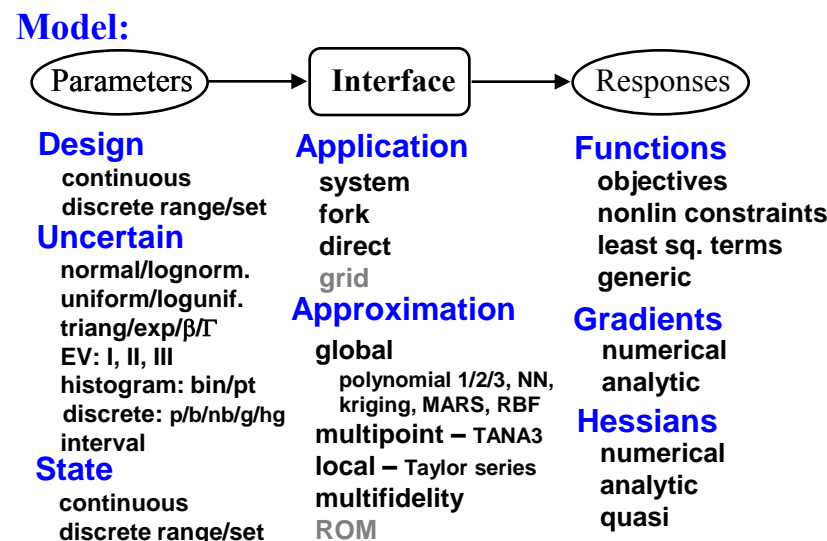 Model:
Parameters
Interface
Responses
Design
continuous
discrete range/set
Uncertain
normal/lognorm.
uniform/logunif.
triang/exp/β/Γ
EV: I, II, III
histogram: bin/pt
discrete: p/b/nb/g/hg
interval
State
continuous
discrete range/set
Application
system
fork
direct
grid
Approximation
global
polynomial 1/2/3, NN,
kriging, MARS, RBF
multipoint – TANA3
local – Taylor series
multifidelity
ROM
Functions
objectives
nonlin constraints
least sq. terms
generic
Gradients
numerical
analytic
Hessians
numerical
analytic
quasi